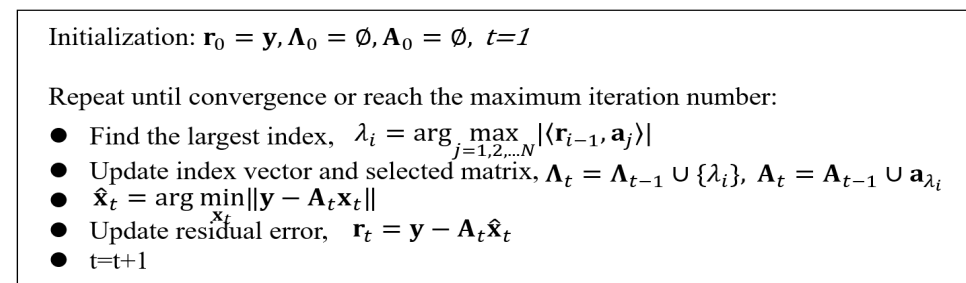 Initialization: 𝐫₀ = 𝐲, 𝚲₀ = ∅, 𝐀₀ = ∅, t=1
Repeat until convergence or reach the maximum iteration number:
● Find the largest index, λᵢ = arg max_{j=1,2,…N} |⟨𝐫ᵢ₋₁, 𝐚ⱼ⟩|
● Update index vector and selected matrix, 𝚲ₜ = 𝚲ₜ₋₁ ∪ {λᵢ}, 𝐀ₜ = 𝐀ₜ₋₁ ∪ 𝐚_{λᵢ}
● 𝐱̂ₜ = arg min_{𝐱ₜ} ‖𝐲 − 𝐀ₜ𝐱ₜ‖
● Update residual error, 𝐫ₜ = 𝐲 − 𝐀ₜ𝐱̂ₜ
● t=t+1